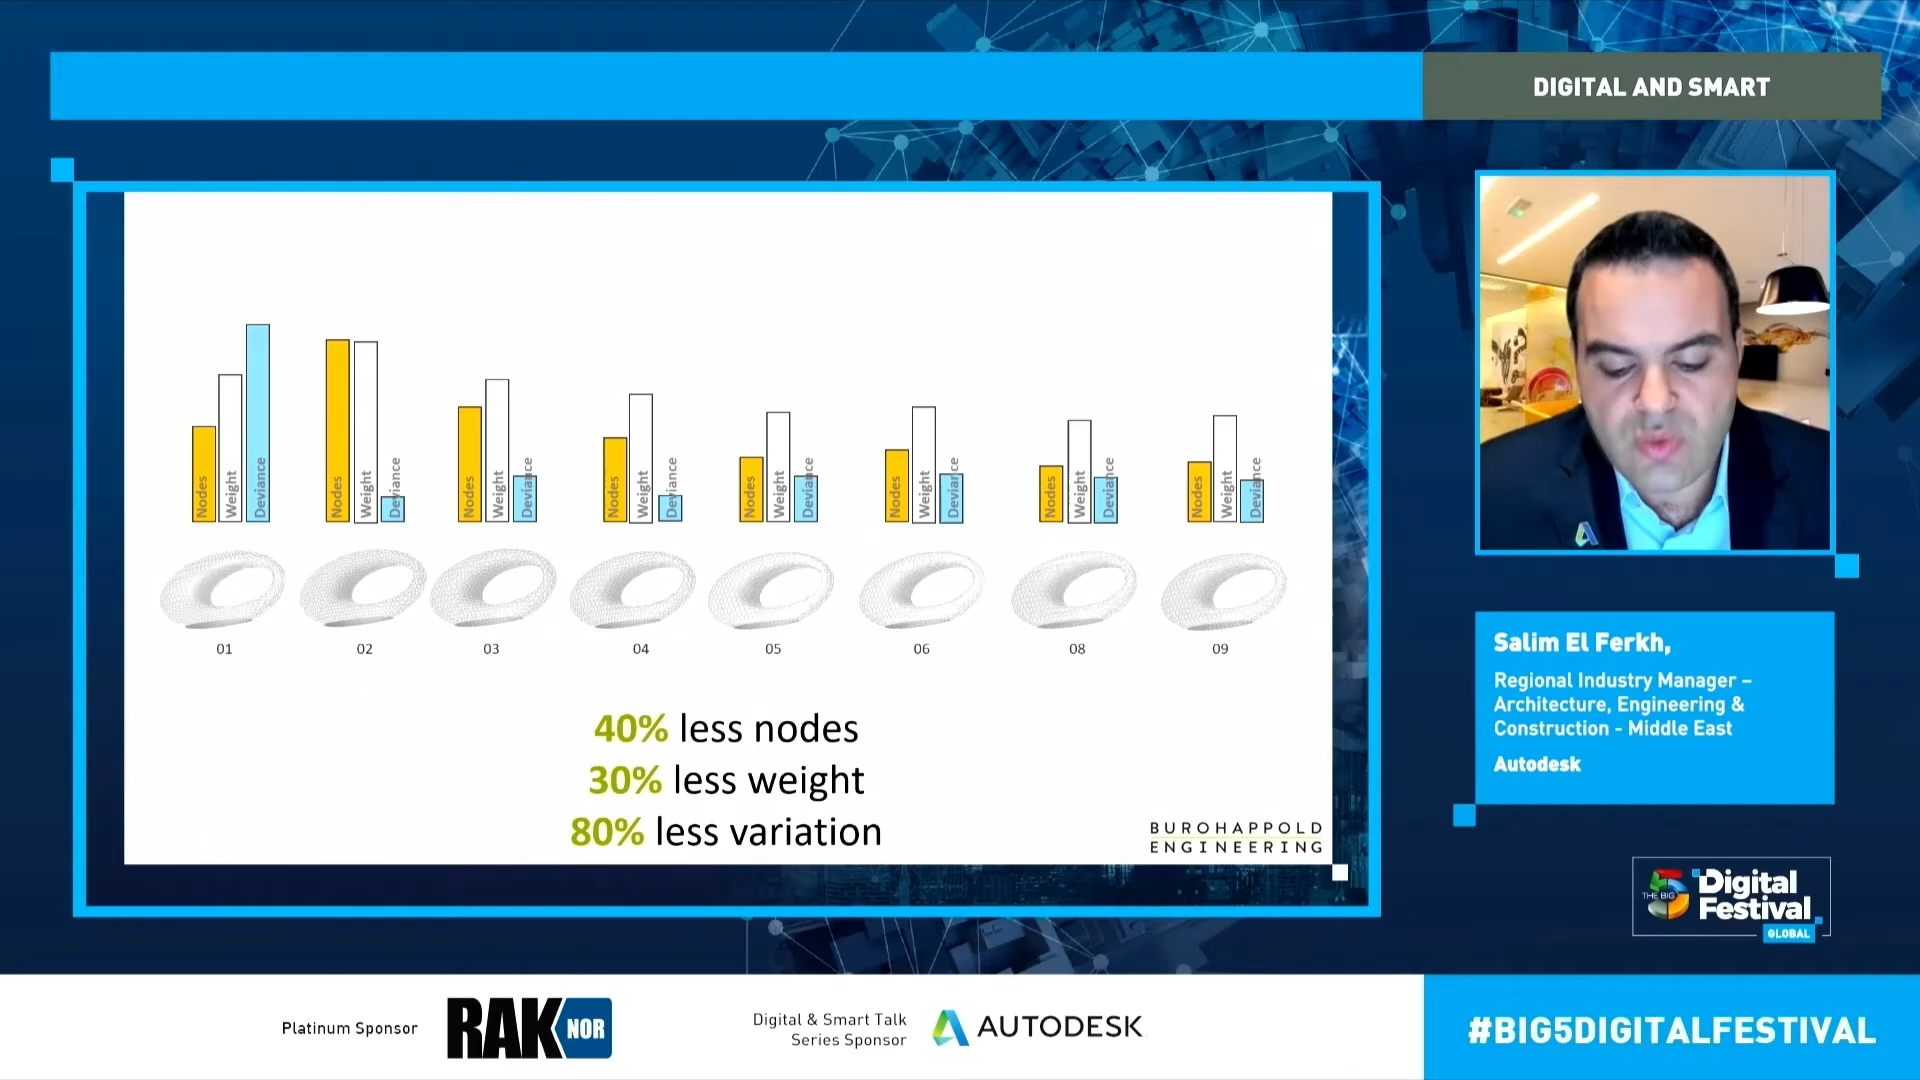 DIGITAL AND SMART
Nodes
Weight
Deviance
Nodes
Weight
Deviance
Nodes
Weight
Deviance
Nodes
Weight
Deviance
Nodes
Weight
Deviance
Nodes
Weight
Deviance
Nodes
Weight
Deviance
Nodes
Weight
Deviance
01 02 03 04 05 06 08 09
40% less nodes
30% less weight
80% less variation
BUROHAPPOLD
ENGINEERING
Salim El Ferkh,
Regional Industry Manager –
Architecture, Engineering &
Construction - Middle East
Autodesk
THE BIG 5
Digital
Festival
GLOBAL
Platinum Sponsor
RAK NOR
Digital & Smart Talk
Series Sponsor
AUTODESK
#BIG5DIGITALFESTIVAL